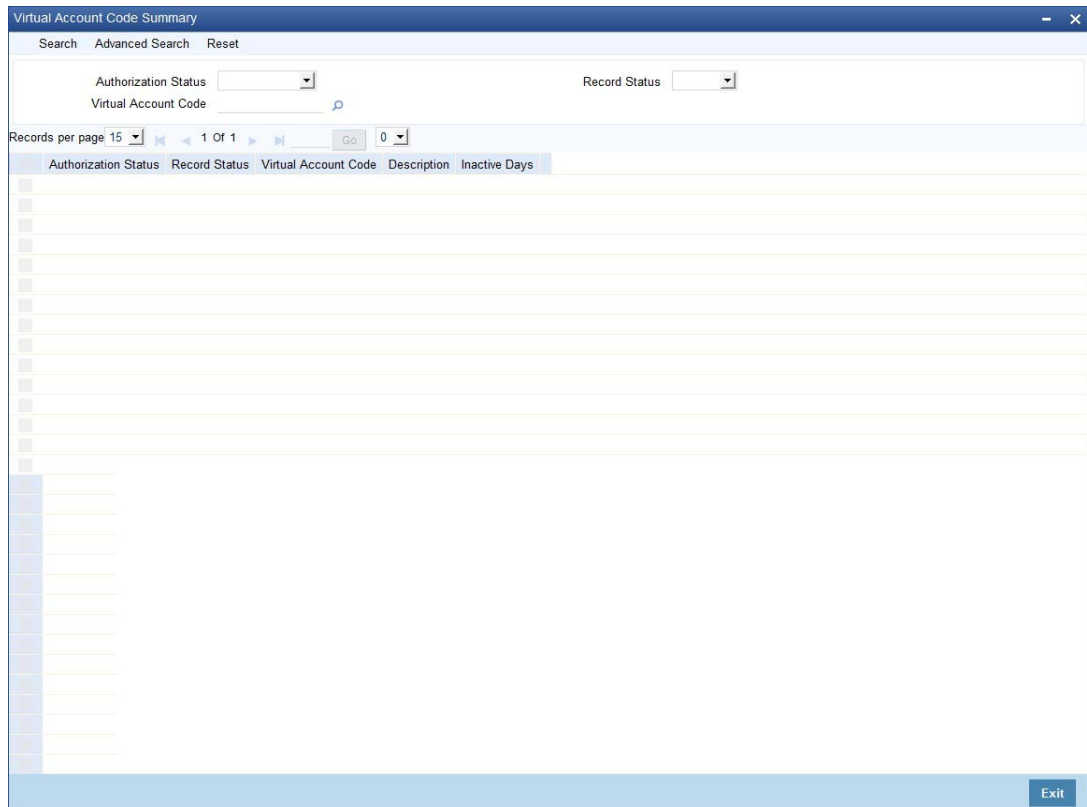 Virtual Account Code Summary
Search Advanced Search Reset
Authorization Status Record Status
Virtual Account Code
Records per page 15 1 Of 1 Go 0
Authorization Status Record Status Virtual Account Code Description Inactive Days
Exit